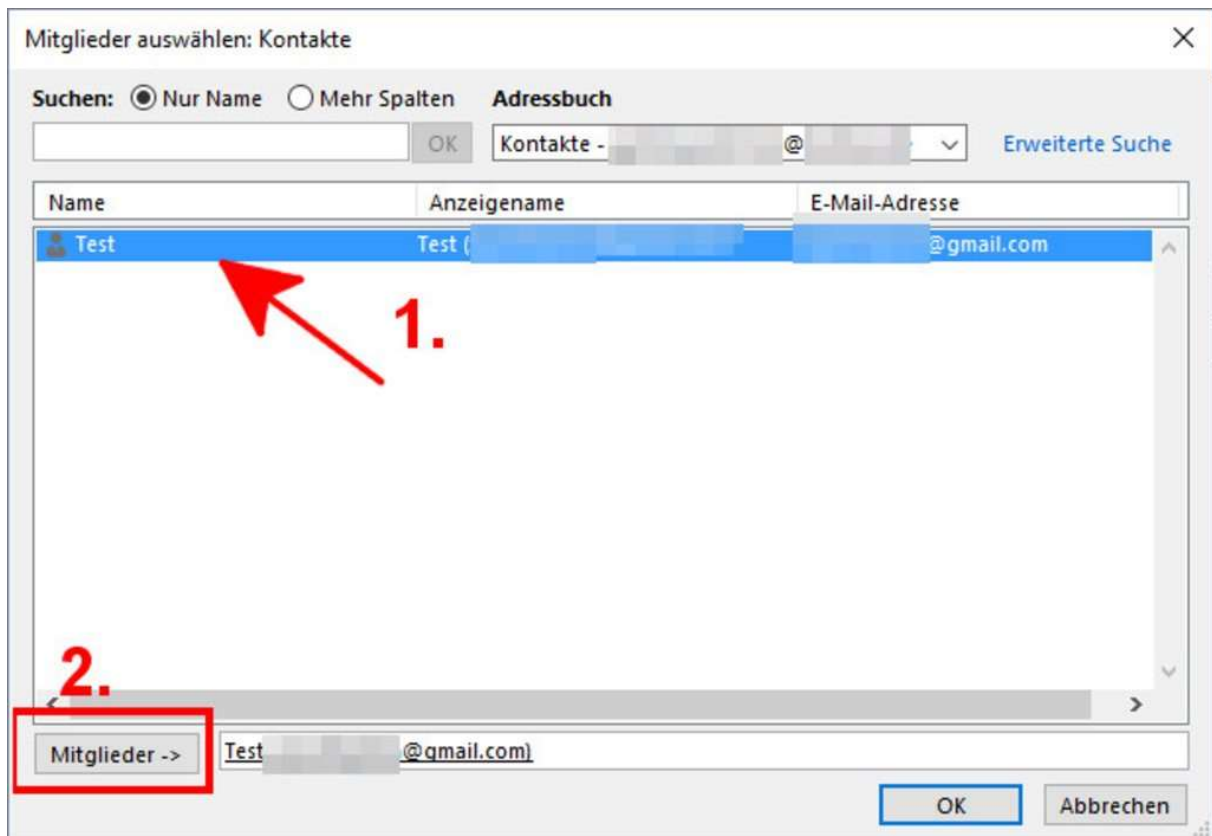 Mitglieder auswählen: Kontakte
Suchen: Nur Name Mehr Spalten Adressbuch
OK Kontakte - @ Erweiterte Suche
Name Anzeigename E-Mail-Adresse
Test Test ( @gmail.com
1.
2.
Mitglieder -> Test @gmail.com)
OK Abbrechen